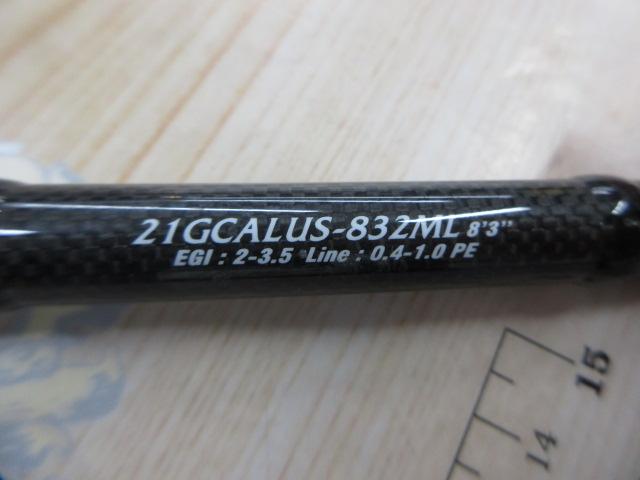 21GCALUS-832ML 8'3"
EGI : 2-3.5 Line : 0.4-1.0 PE
15
14